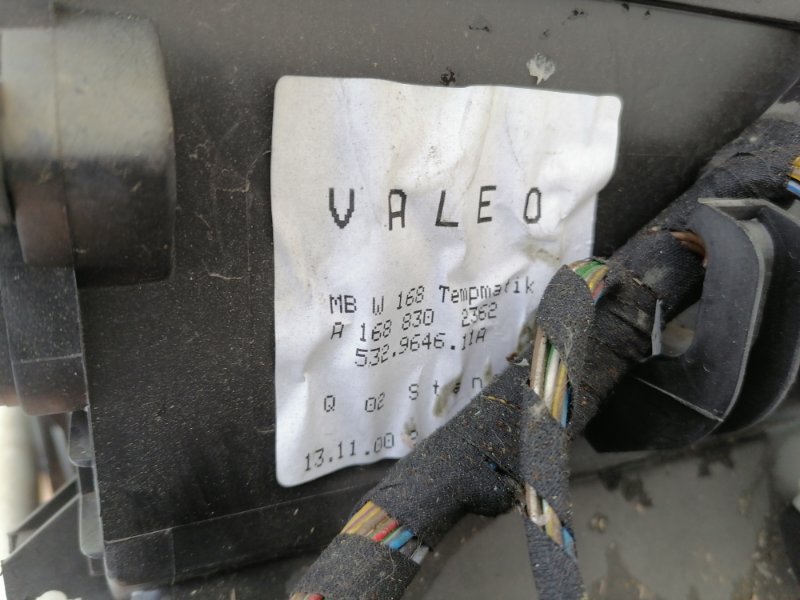 VALEO
MB W 168 Tempmatik
A 168 830 2362
532.9646.11A
Q 02
13.11.00